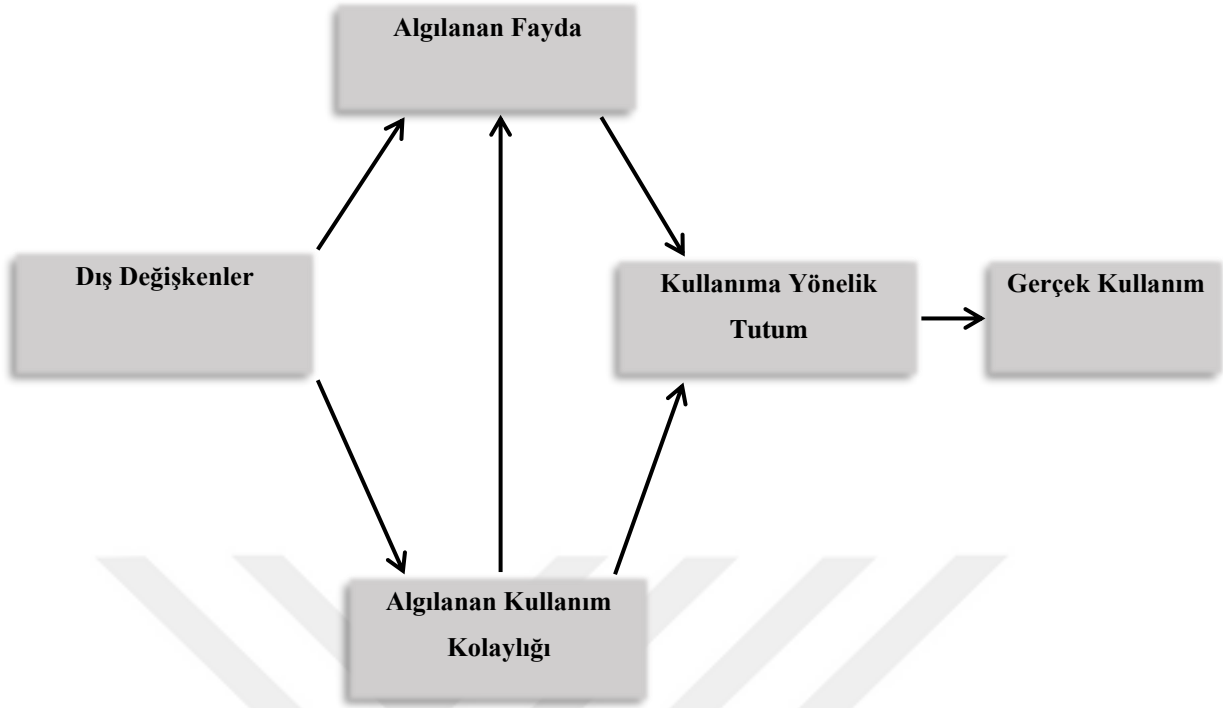 Algılanan Fayda
Dış Değişkenler
Kullanıma Yönelik
Tutum
Gerçek Kullanım
Algılanan Kullanım
Kolaylığı